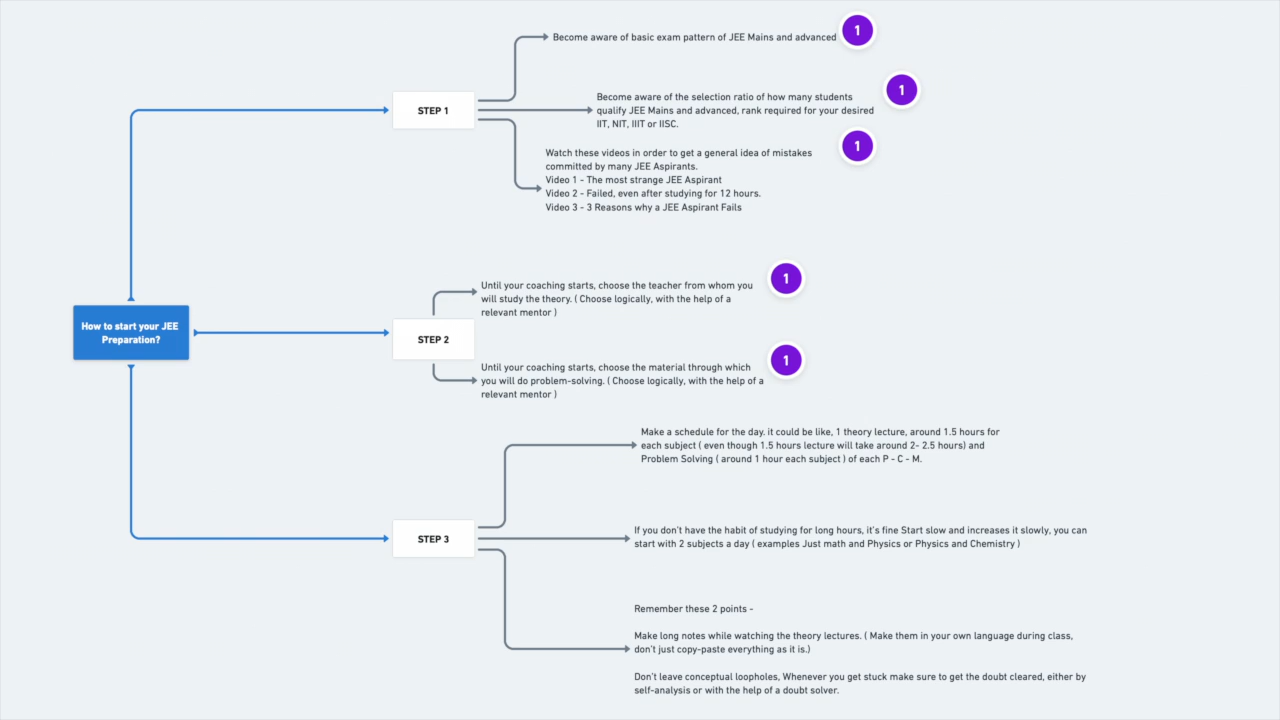 Become aware of basic exam pattern of JEE Mains and advanced
1
STEP 1
Become aware of the selection ratio of how many students
qualify JEE Mains and advanced, rank required for your desired
IIT, NIT, IIIT or IISC.
1
Watch these videos in order to get a general idea of mistakes
committed by many JEE Aspirants.
Video 1 - The most strange JEE Aspirant
Video 2 - Failed, even after studying for 12 hours.
Video 3 - 3 Reasons why a JEE Aspirant Fails
1
How to start your JEE
Preparation?
STEP 2
Until your coaching starts, choose the teacher from whom you
will study the theory. ( Choose logically, with the help of a
relevant mentor )
1
Until your coaching starts, choose the material through which
you will do problem-solving. ( Choose logically, with the help of a
relevant mentor )
1
STEP 3
Make a schedule for the day. it could be like, 1 theory lecture, around 1.5 hours for
each subject ( even though 1.5 hours lecture will take around 2- 2.5 hours) and
Problem Solving ( around 1 hour each subject ) of each P - C - M.
If you don't have the habit of studying for long hours, it's fine Start slow and increases it slowly, you can
start with 2 subjects a day ( examples Just math and Physics or Physics and Chemistry )
Remember these 2 points -
Make long notes while watching the theory lectures. ( Make them in your own language during class,
don't just copy-paste everything as it is.)
Don't leave conceptual loopholes, Whenever you get stuck make sure to get the doubt cleared, either by
self-analysis or with the help of a doubt solver.